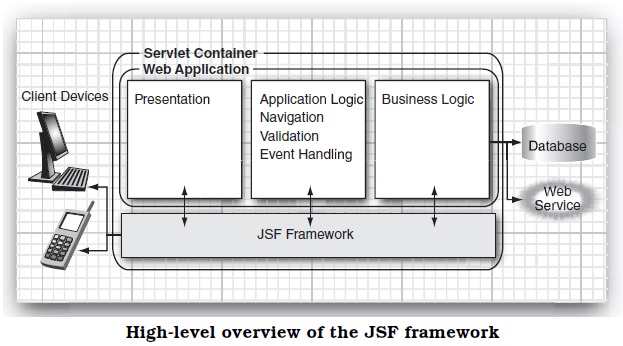 Servlet Container
Web Application
Client Devices
Presentation
Application Logic
Navigation
Validation
Event Handling
Business Logic
Database
Web
Service
JSF Framework
High-level overview of the JSF framework